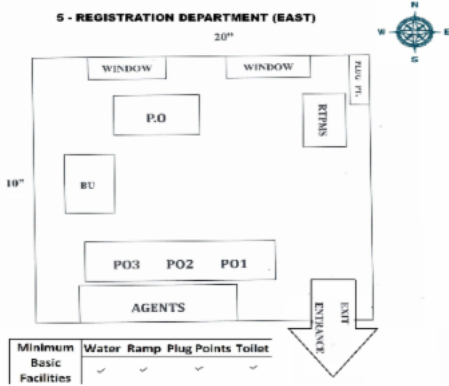 5 - REGISTRATION DEPARTMENT (EAST)
N
W E
S
20"
WINDOW WINDOW
PLUG PT.
P.O
RTPMS
10"
BU
PO3 PO2 PO1
AGENTS
ENTRANCE EXIT
Minimum Basic Facilities
Water Ramp Plug Points Toilet
✓ ✓ ✓ ✓